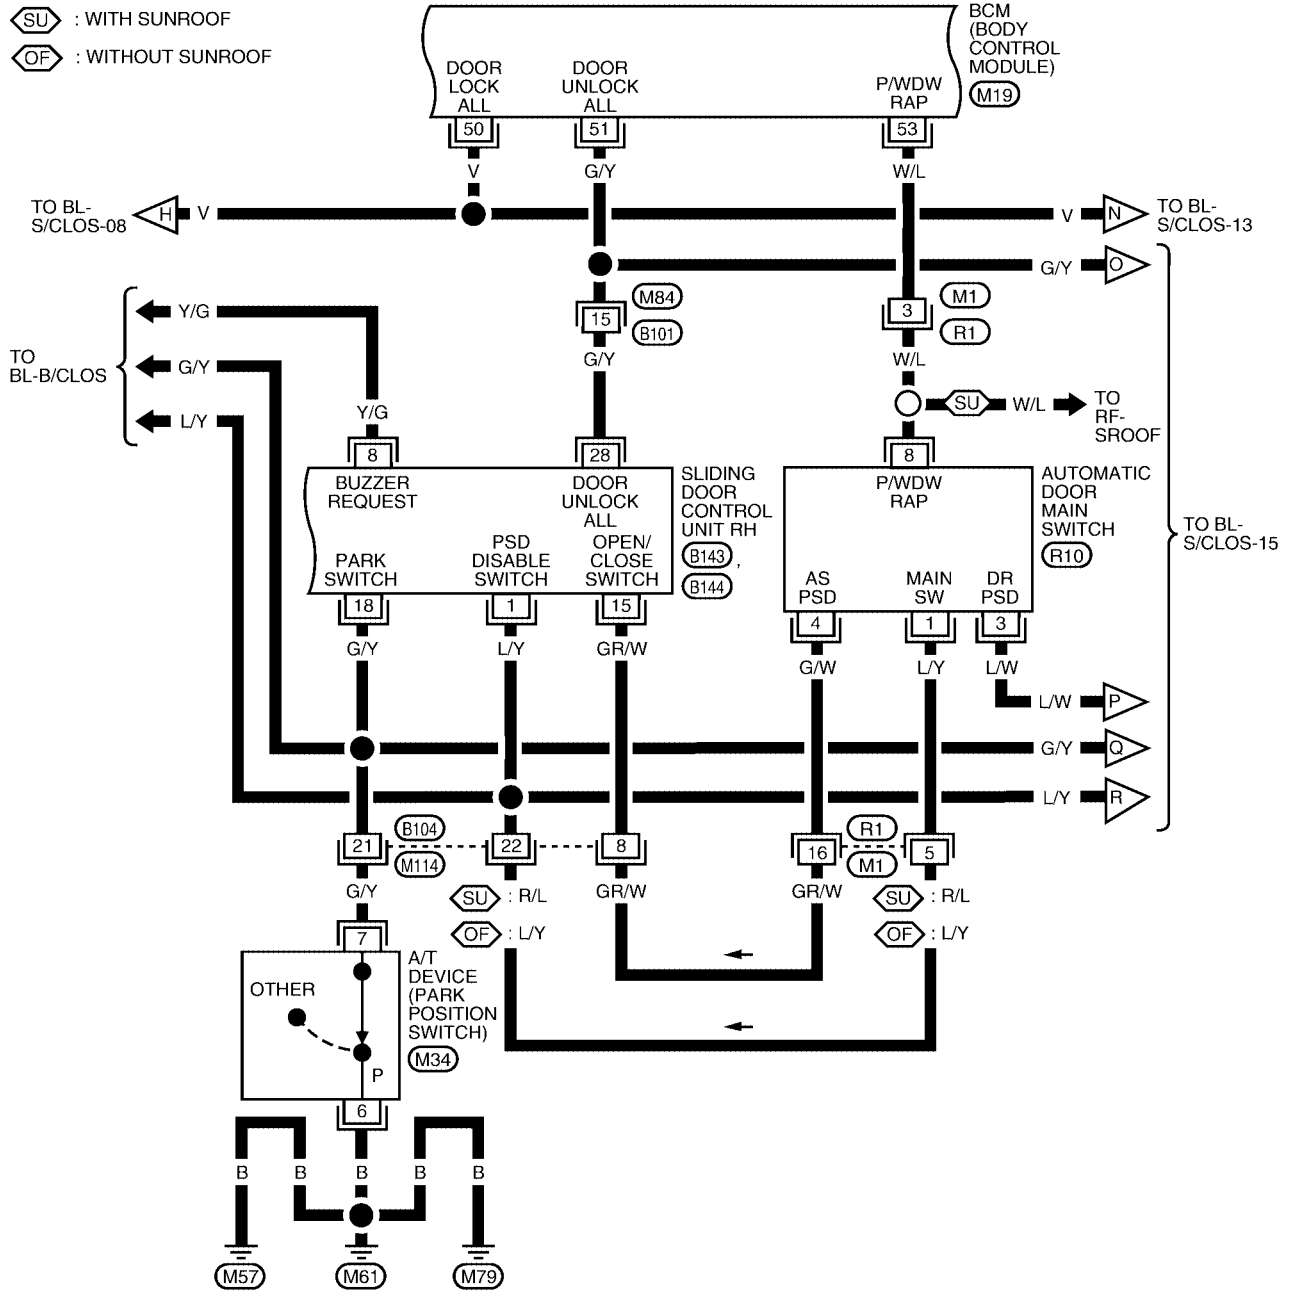 SU : WITH SUNROOF
OF : WITHOUT SUNROOF
BCM
(BODY
CONTROL
MODULE)
M19
DOOR
LOCK
ALL
DOOR
UNLOCK
ALL
P/WDW
RAP
50
51
53
V
G/Y
W/L
TO BL-
S/CLOS-08
H
V
V
N
TO BL-
S/CLOS-13
G/Y
O
M84
15
B101
M1
3
R1
Y/G
TO
BL-B/CLOS
G/Y
L/Y
G/Y
W/L
Y/G
SU
W/L
TO
RF-
SROOF
8
28
8
BUZZER
REQUEST
DOOR
UNLOCK
ALL
SLIDING
DOOR
CONTROL
UNIT RH
B143 ,
B144
P/WDW
RAP
AUTOMATIC
DOOR
MAIN
SWITCH
R10
TO BL-
S/CLOS-15
PARK
SWITCH
PSD
DISABLE
SWITCH
OPEN/
CLOSE
SWITCH
AS
PSD
MAIN
SW
DR
PSD
18
1
15
4
1
3
G/Y
L/Y
GR/W
G/W
L/Y
L/W
L/W
P
G/Y
Q
L/Y
R
21
B104
M114
22
8
16
R1
M1
5
G/Y
SU : R/L
OF : L/Y
GR/W
GR/W
SU : R/L
OF : L/Y
7
OTHER
P
A/T
DEVICE
(PARK
POSITION
SWITCH)
M34
6
B
B
B
B
B
M57
M61
M79